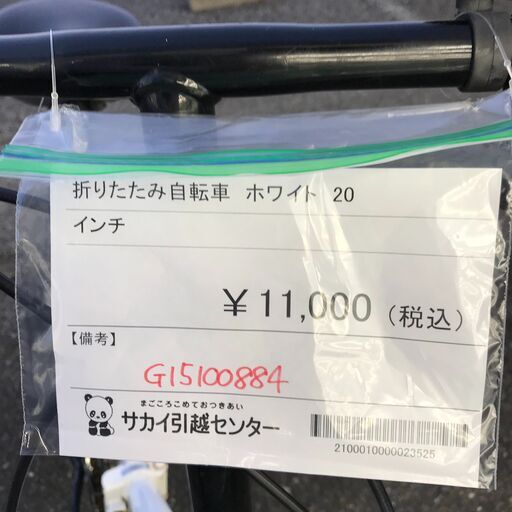 折りたたみ自転車 ホワイト 20
インチ
￥11,000（税込）
【備考】
G15100884
まごころこめておつきあい
サカイ引越センター
2100010000023525